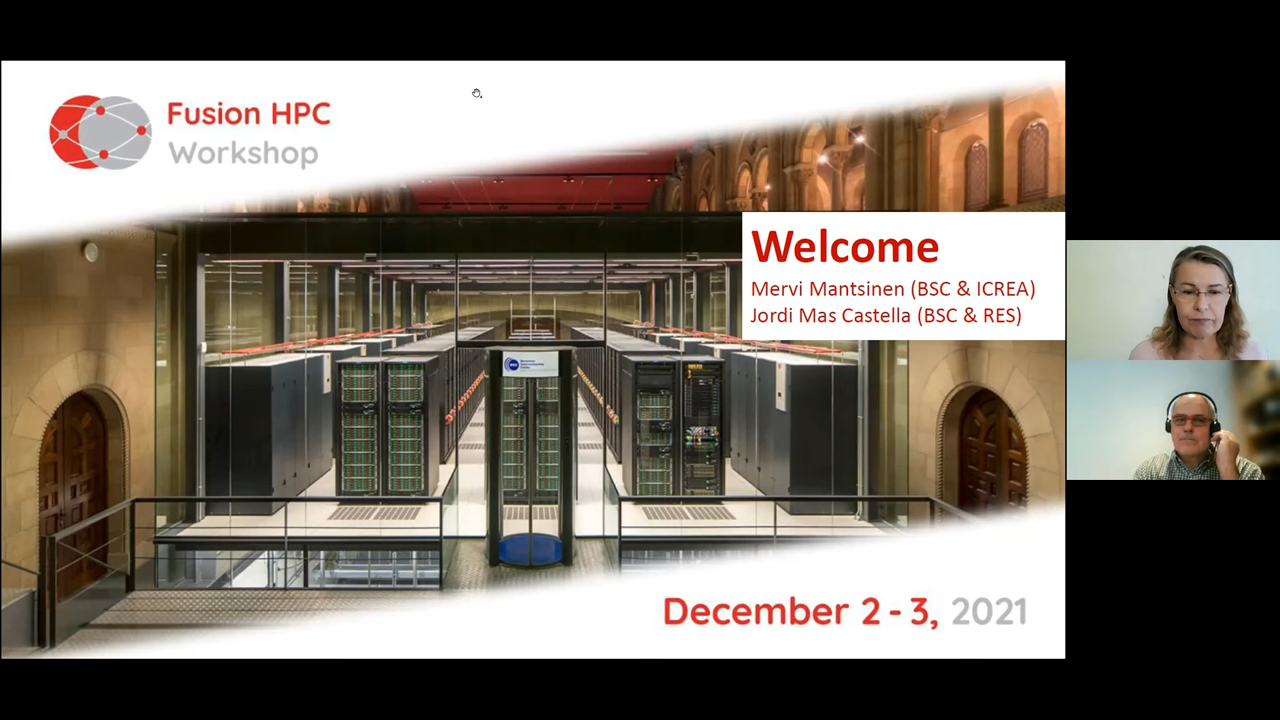 Fusion HPC
Workshop
Welcome
Mervi Mantsinen (BSC & ICREA)
Jordi Mas Castella (BSC & RES)
December 2 - 3, 2021